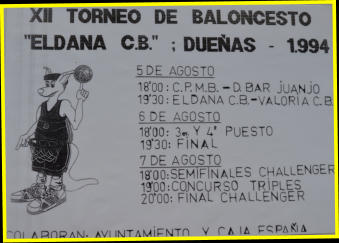 XII TORNEO DE BALONCESTO
"ELDANA C.B." ; DUEÑAS - 1.994
5 DE AGOSTO
18'00: C.P.M.B. - D. BAR JUANJO
19'30: ELDANA C.B. - VALORIA C.B.
6 DE AGOSTO
18'00: 3er Y 4º PUESTO
19'30: FINAL
7 DE AGOSTO
18'00: SEMIFINALES CHALLENGER
19'00: CONCURSO TRIPLES
20'00: FINAL CHALLENGER
COLABORAN: AYUNTAMIENTO Y CAJA ESPAÑA